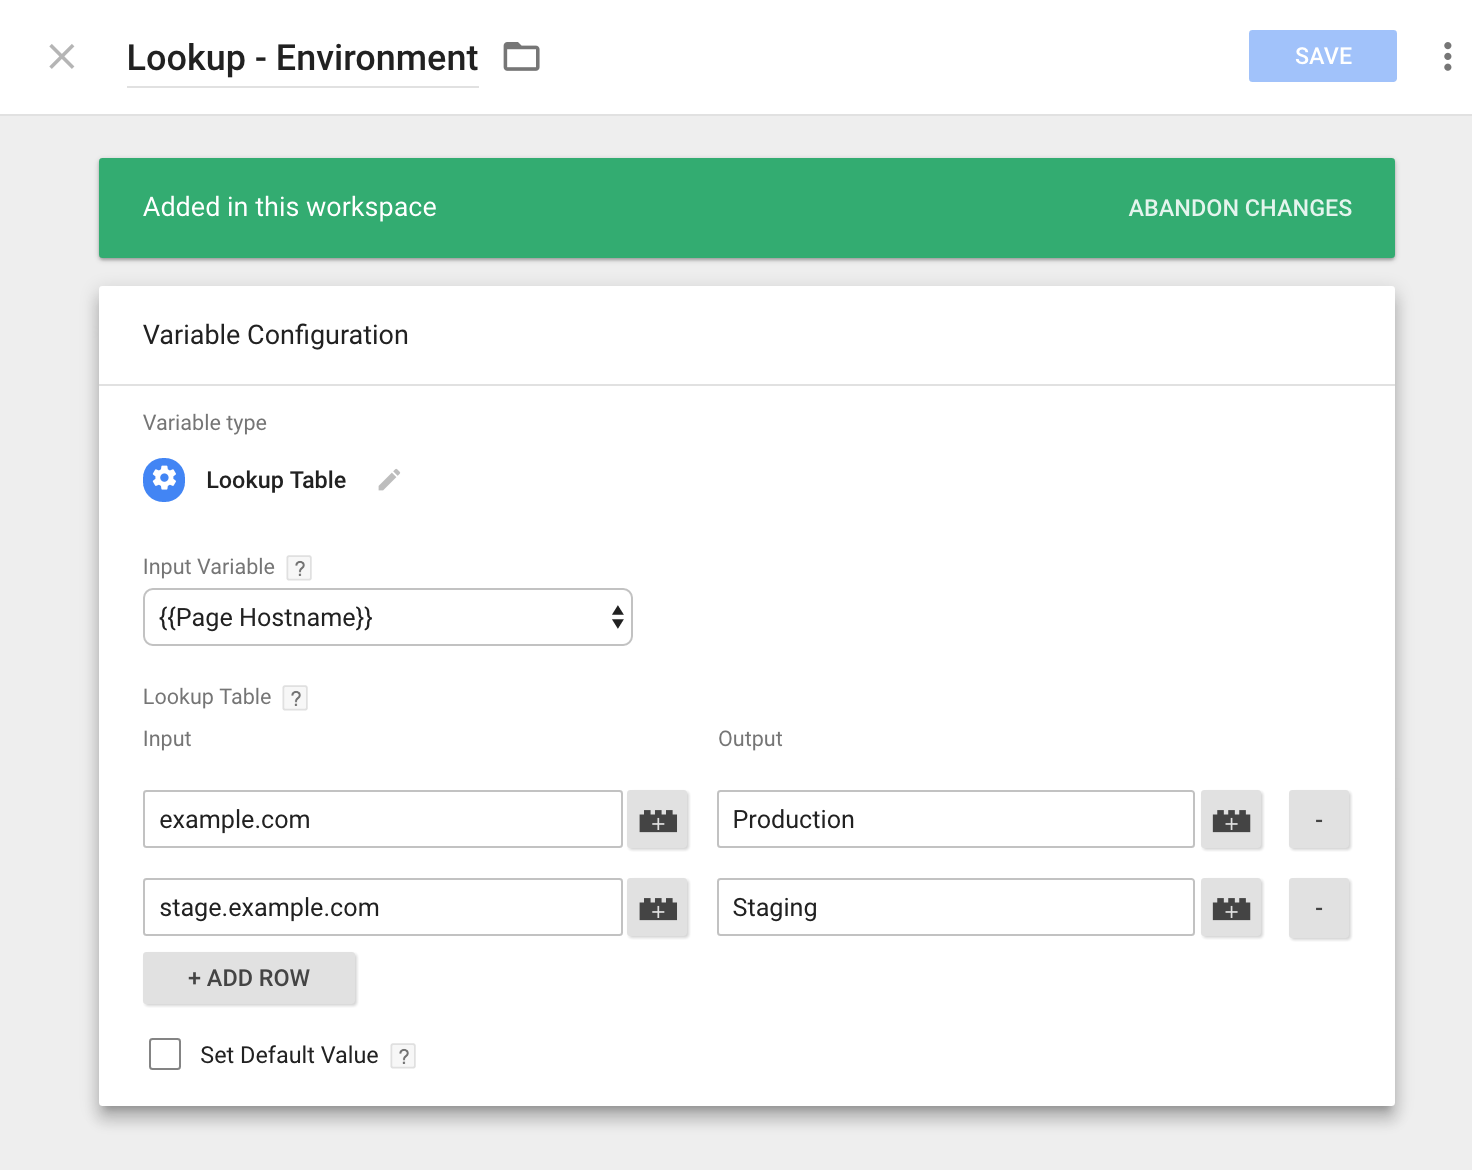 Lookup - Environment
SAVE
Added in this workspace
ABANDON CHANGES
Variable Configuration
Variable type
Lookup Table
Input Variable ?
{{Page Hostname}}
Lookup Table ?
Input
Output
example.com
+
Production
+
-
stage.example.com
+
Staging
+
-
+ ADD ROW
Set Default Value ?